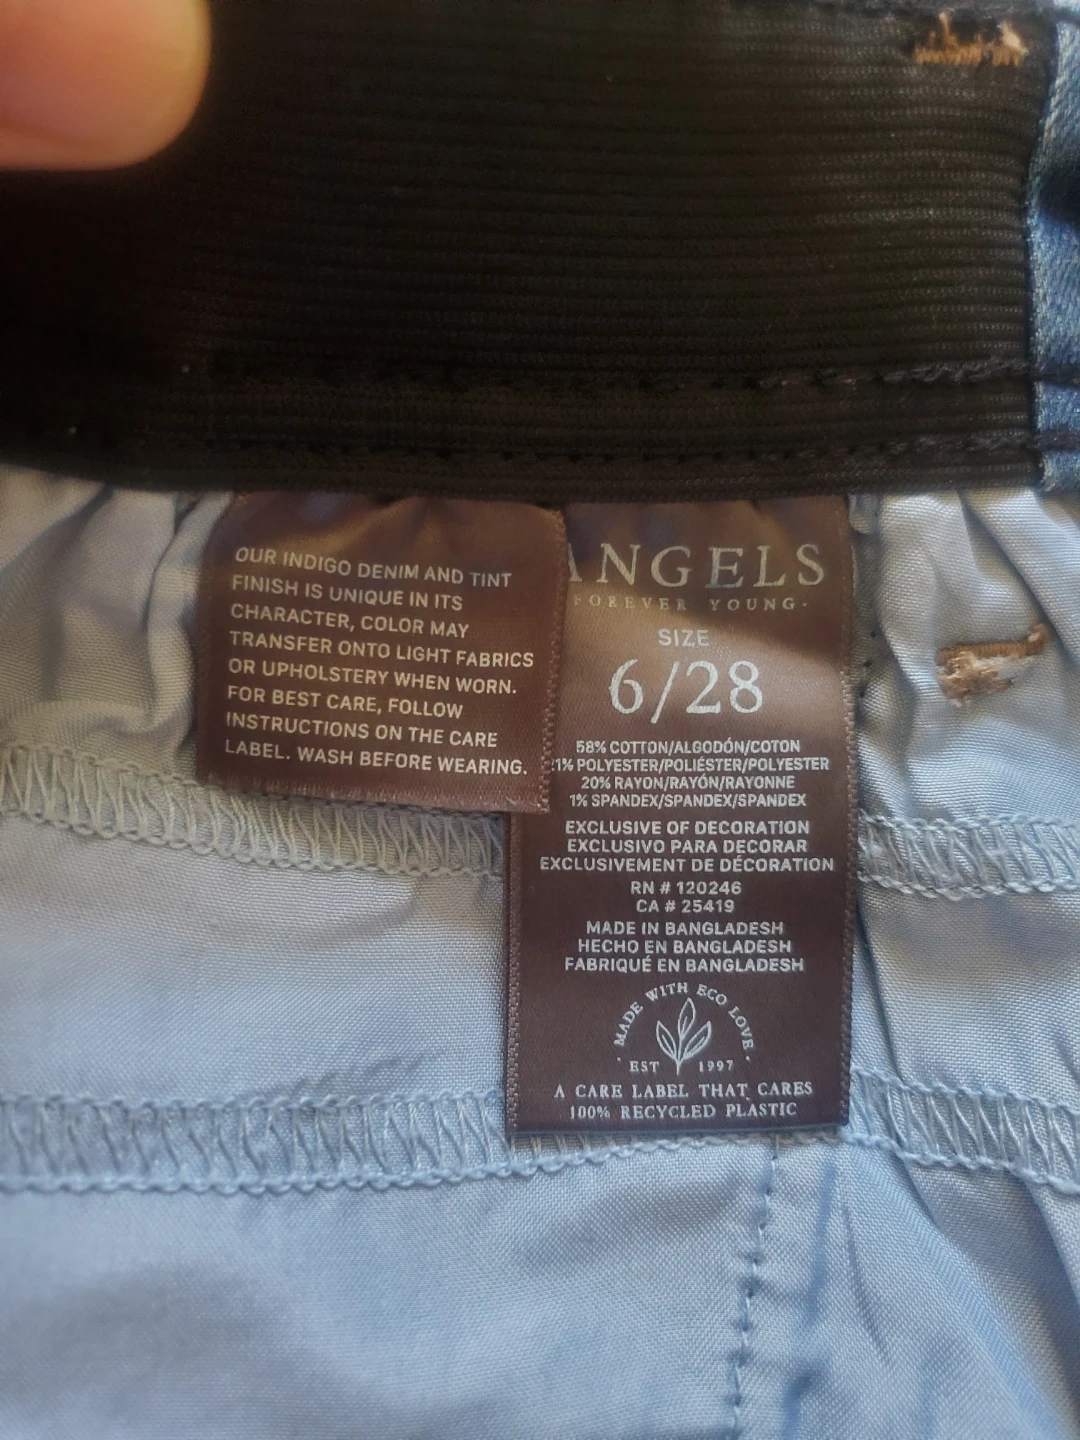 OUR INDIGO DENIM AND TINT
FINISH IS UNIQUE IN ITS
CHARACTER, COLOR MAY
TRANSFER ONTO LIGHT FABRICS
OR UPHOLSTERY WHEN WORN.
FOR BEST CARE, FOLLOW
INSTRUCTIONS ON THE CARE
LABEL. WASH BEFORE WEARING.
ANGELS
FOREVER YOUNG
SIZE
6/28
58% COTTON/ALGODÓN/COTON
1% POLYESTER/POLIÉSTER/POLYESTER
20% RAYON/RAYÓN/RAYONNE
1% SPANDEX/SPANDEX/SPANDEX
EXCLUSIVE OF DECORATION
EXCLUSIVO PARA DECORAR
EXCLUSIVEMENT DE DÉCORATION
RN # 120246
CA # 25419
MADE IN BANGLADESH
HECHO EN BANGLADESH
FABRIQUÉ EN BANGLADESH
· MADE WITH ECO LOVE ·
EST 1997
A CARE LABEL THAT CARES
100% RECYCLED PLASTIC